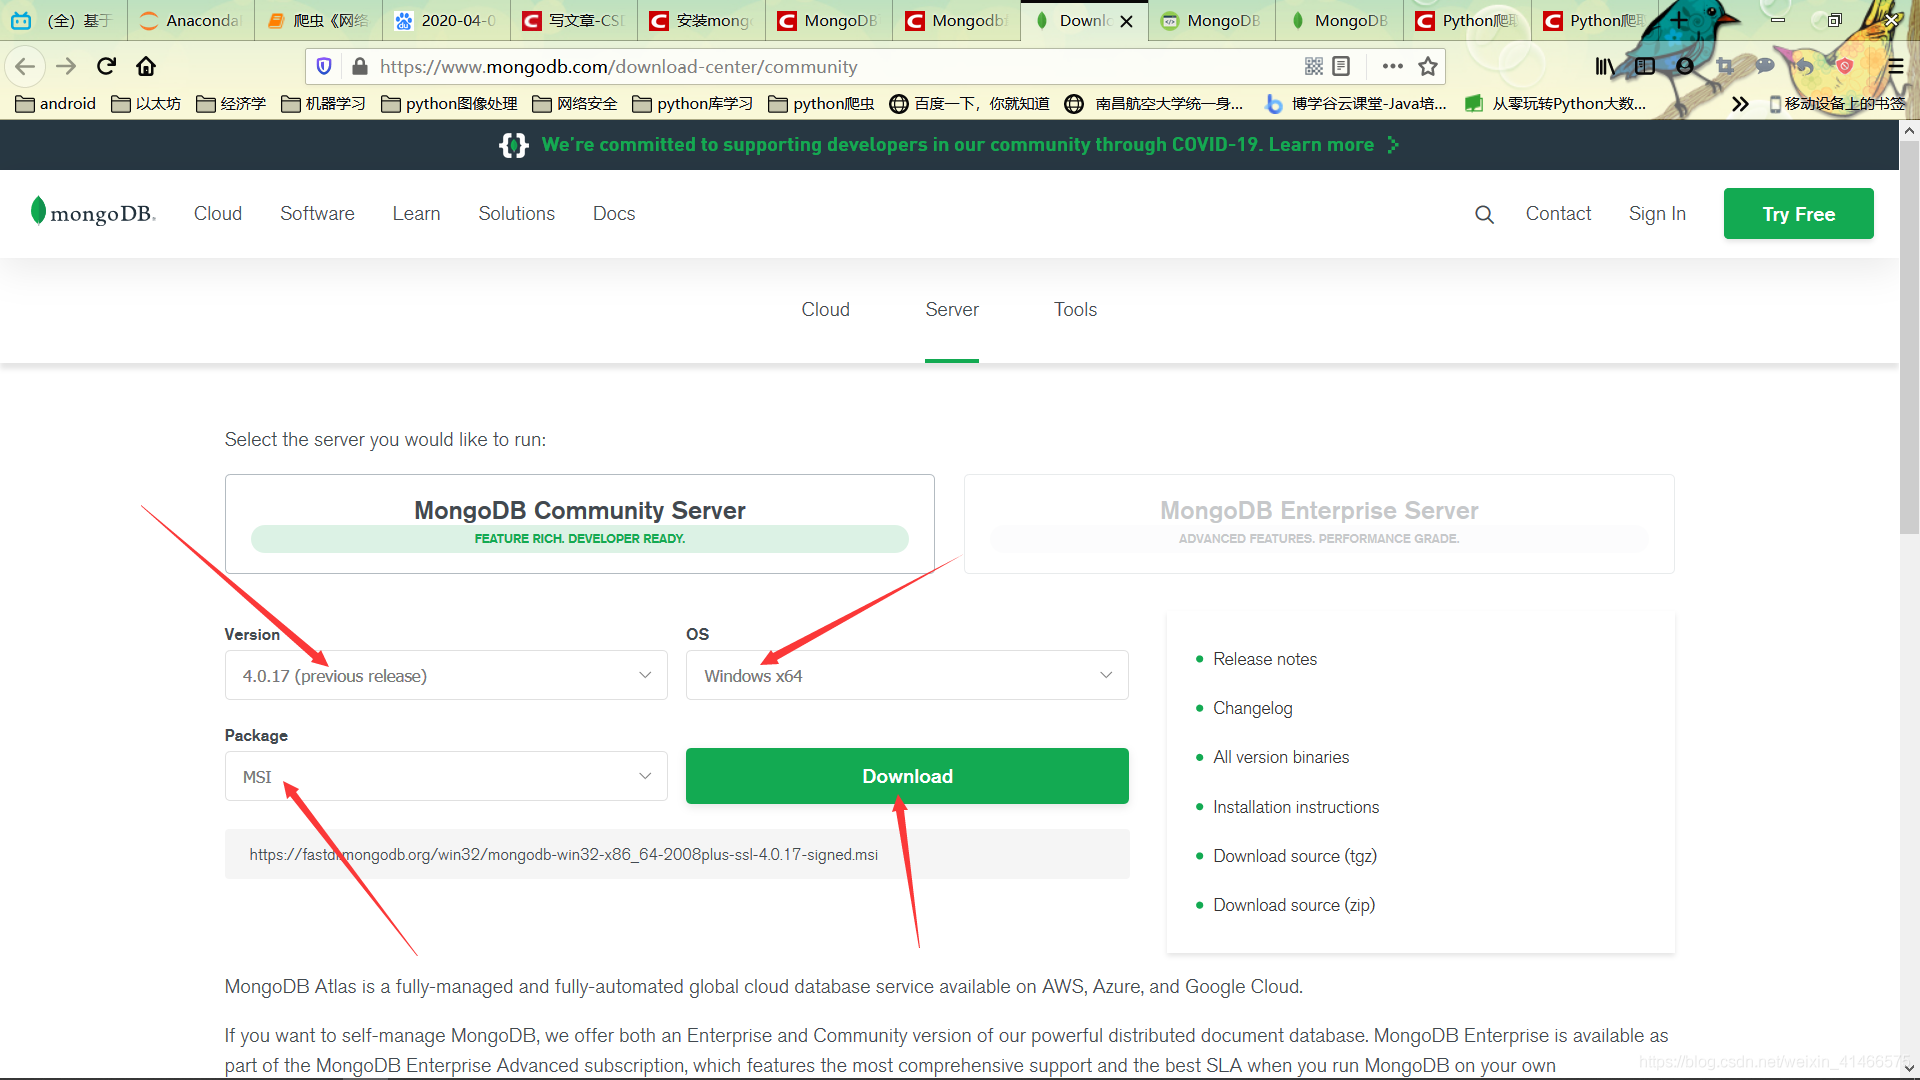 (全) 基于
Anaconda
爬虫《网络
2020-04-0
写文章-CSD
安装mongo
MongoDB
Mongodb
Downlo
MongoDB
MongoDB
Python爬取
Python爬取
https://www.mongodb.com/download-center/community
android
以太坊
经济学
机器学习
python图像处理
网络安全
python库学习
python爬虫
百度一下，你就知道
南昌航空大学统一身...
博学谷云课堂-Java培...
从零玩转Python大数...
移动设备上的书签
We're committed to supporting developers in our community through COVID-19. Learn more
mongoDB.
Cloud
Software
Learn
Solutions
Docs
Contact
Sign In
Try Free
Cloud
Server
Tools
Select the server you would like to run:
MongoDB Community Server
FEATURE RICH. DEVELOPER READY.
MongoDB Enterprise Server
ADVANCED FEATURES. PERFORMANCE GRADE.
Version
4.0.17 (previous release)
OS
Windows x64
Package
MSI
Download
https://fastdl.mongodb.org/win32/mongodb-win32-x86_64-2008plus-ssl-4.0.17-signed.msi
Release notes
Changelog
All version binaries
Installation instructions
Download source (tgz)
Download source (zip)
MongoDB Atlas is a fully-managed and fully-automated global cloud database service available on AWS, Azure, and Google Cloud.
If you want to self-manage MongoDB, we offer both an Enterprise and Community version of our powerful distributed document database. MongoDB Enterprise is available as
part of the MongoDB Enterprise Advanced subscription, which features the most comprehensive support and the best SLA when you run MongoDB on your own
https://blog.csdn.net/weixin_41466575